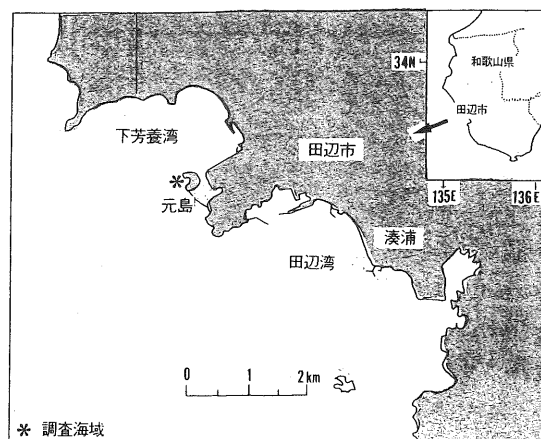 34N
和歌山県
田辺市
135E
136E
下芳養湾
田辺市
*
元島
湊浦
田辺湾
0 1 2km
* 調査海域